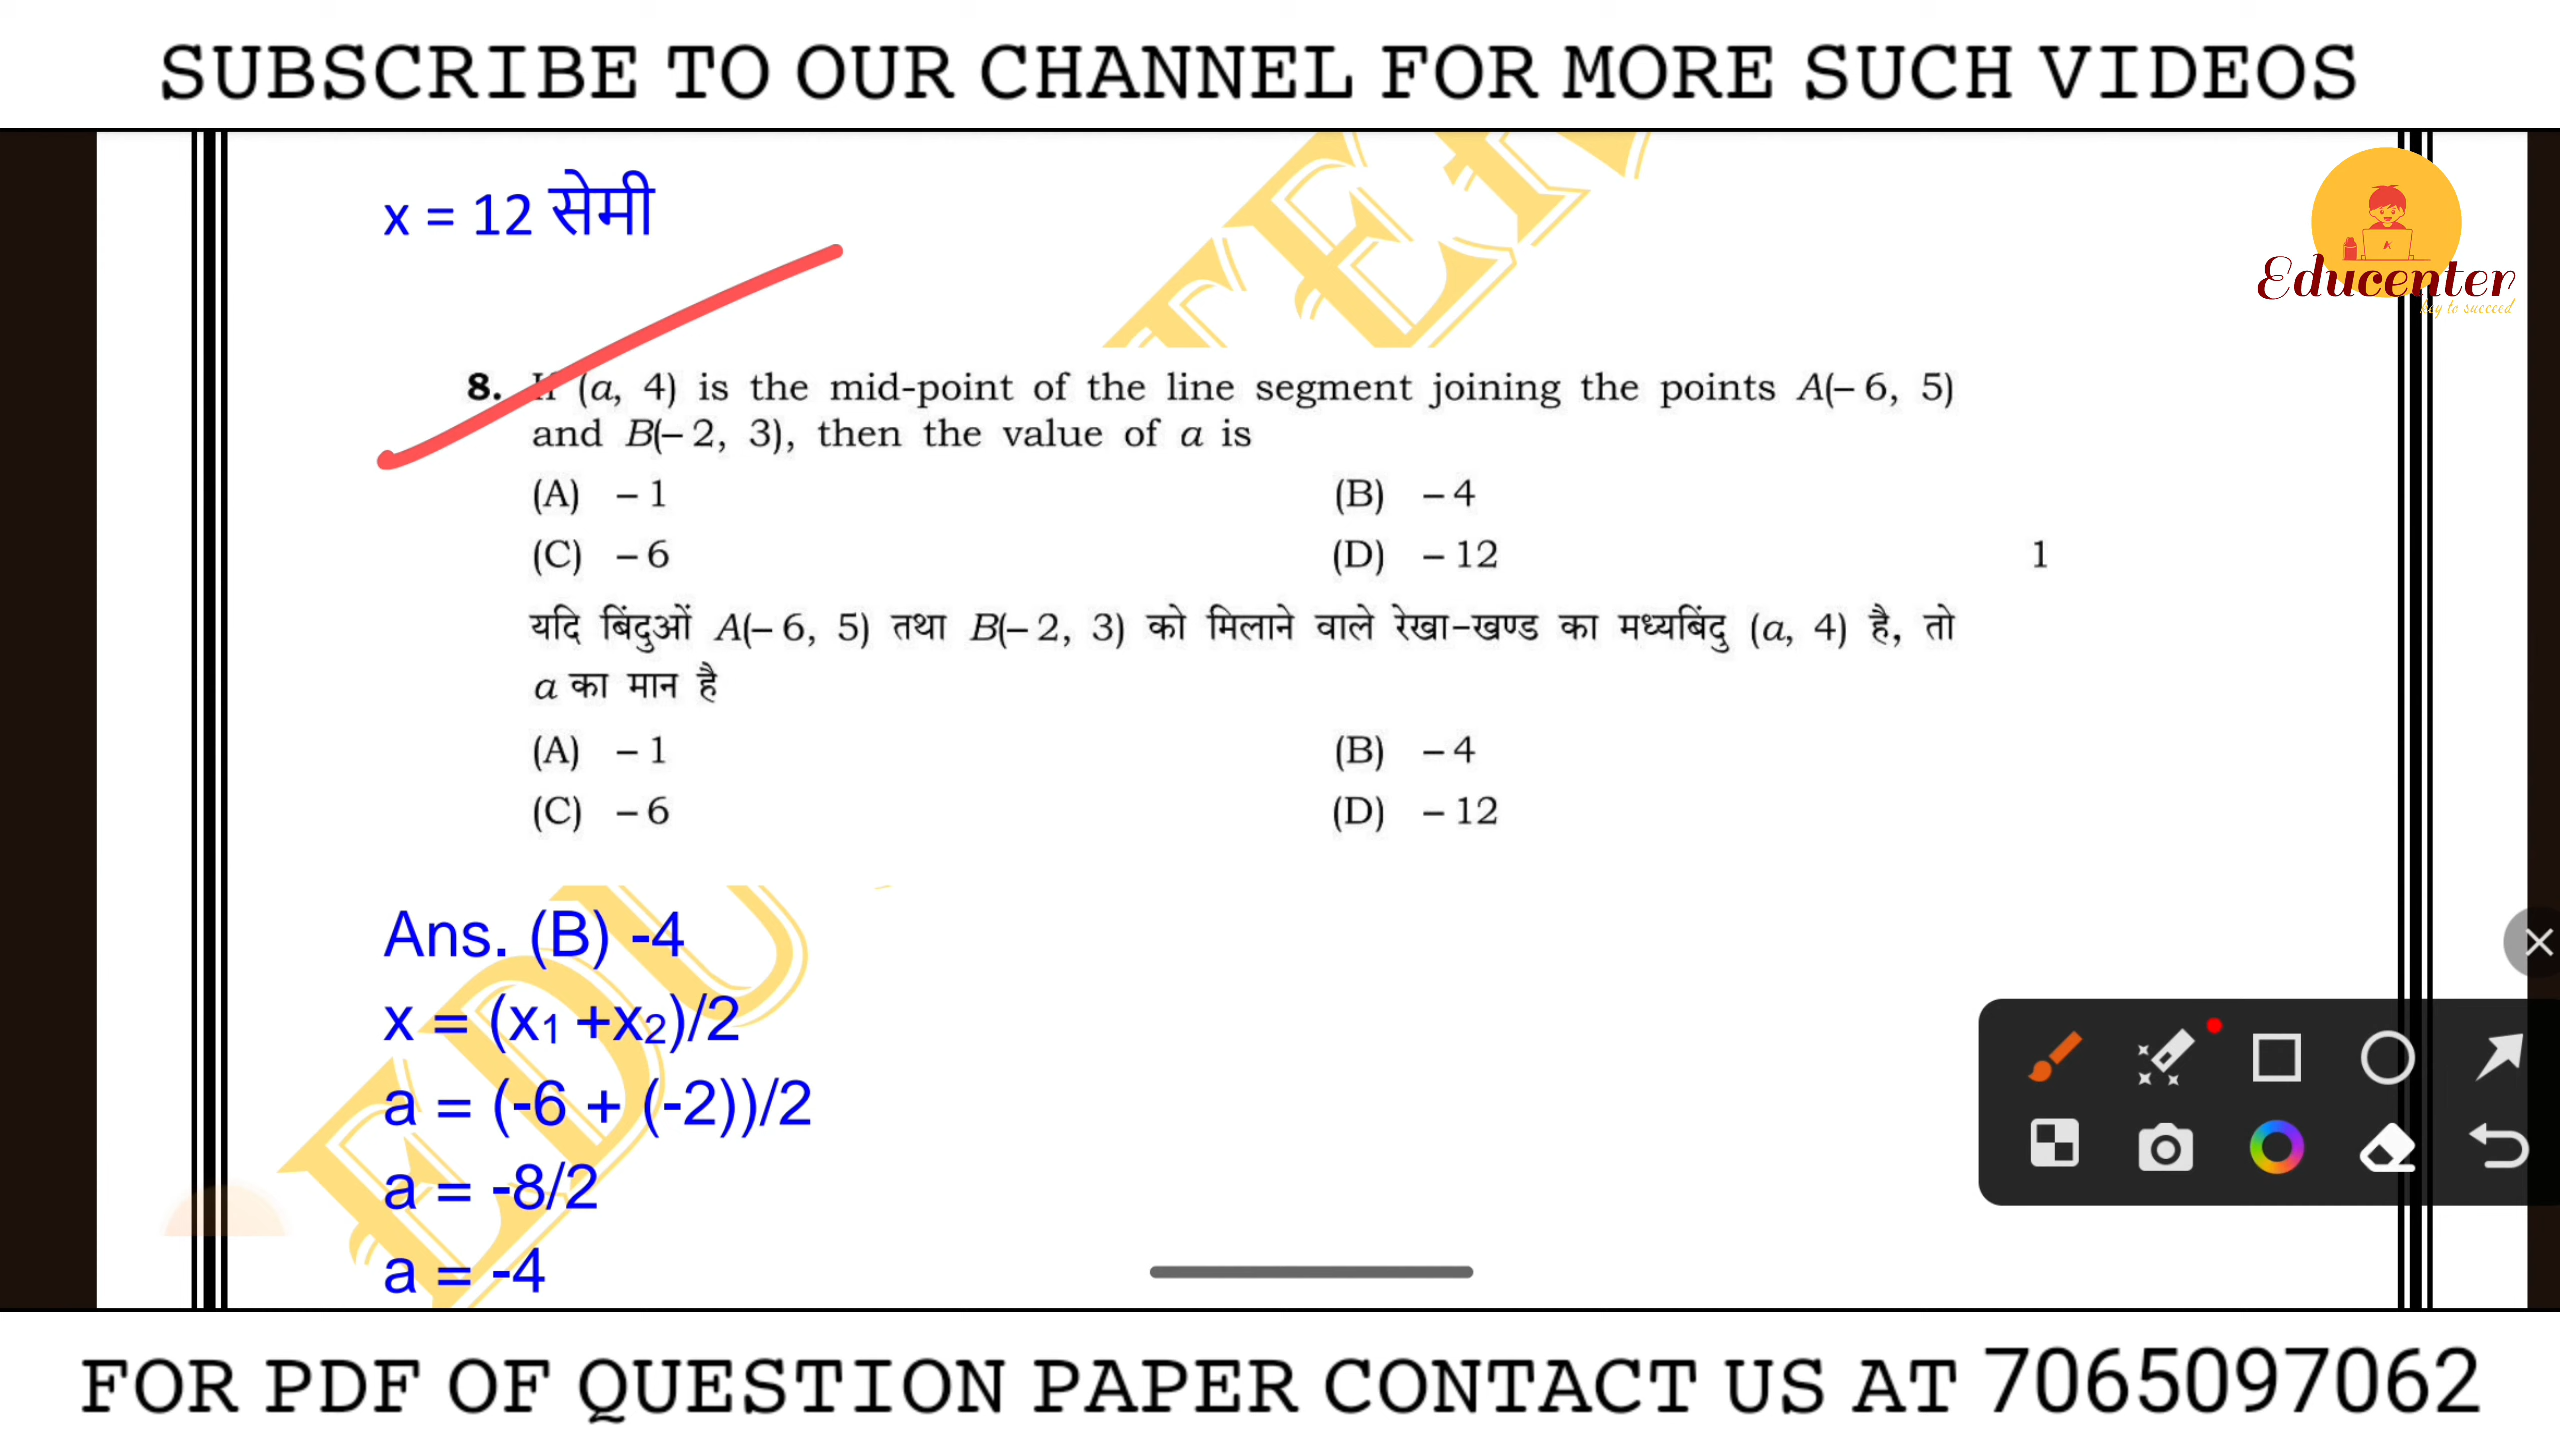 SUBSCRIBE TO OUR CHANNEL FOR MORE SUCH VIDEOS
x = 12 सेमी
Educenter
key to succeed
8. If (a, 4) is the mid-point of the line segment joining the points A(– 6, 5)
and B(– 2, 3), then the value of a is
(A) – 1 (B) – 4
(C) – 6 (D) – 12 1
यदि बिंदुओं A(– 6, 5) तथा B(– 2, 3) को मिलाने वाले रेखा-खण्ड का मध्यबिंदु (a, 4) है, तो
a का मान है
(A) – 1 (B) – 4
(C) – 6 (D) – 12
Ans. (B) -4
x = (x₁ +x₂)/2
a = (-6 + (-2))/2
a = -8/2
a = -4
FOR PDF OF QUESTION PAPER CONTACT US AT 7065097062